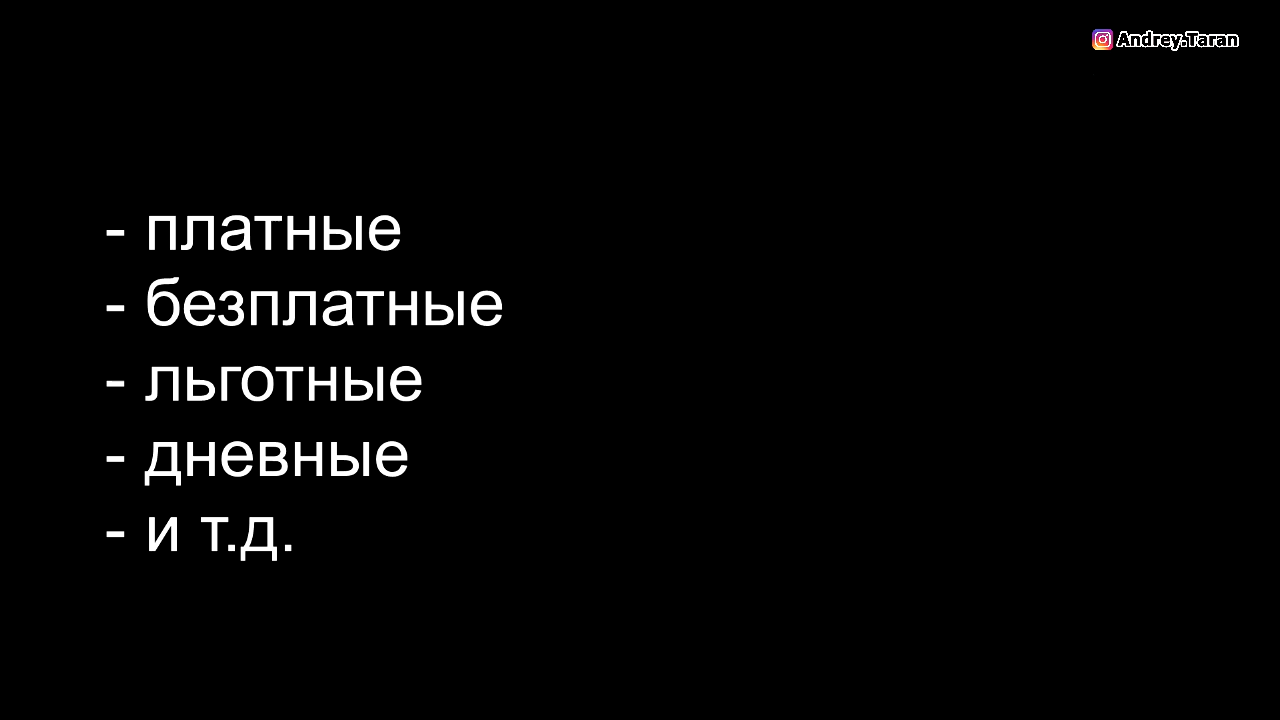 Andrey.Taran
- платные
- безплатные
- льготные
- дневные
- и т.д.